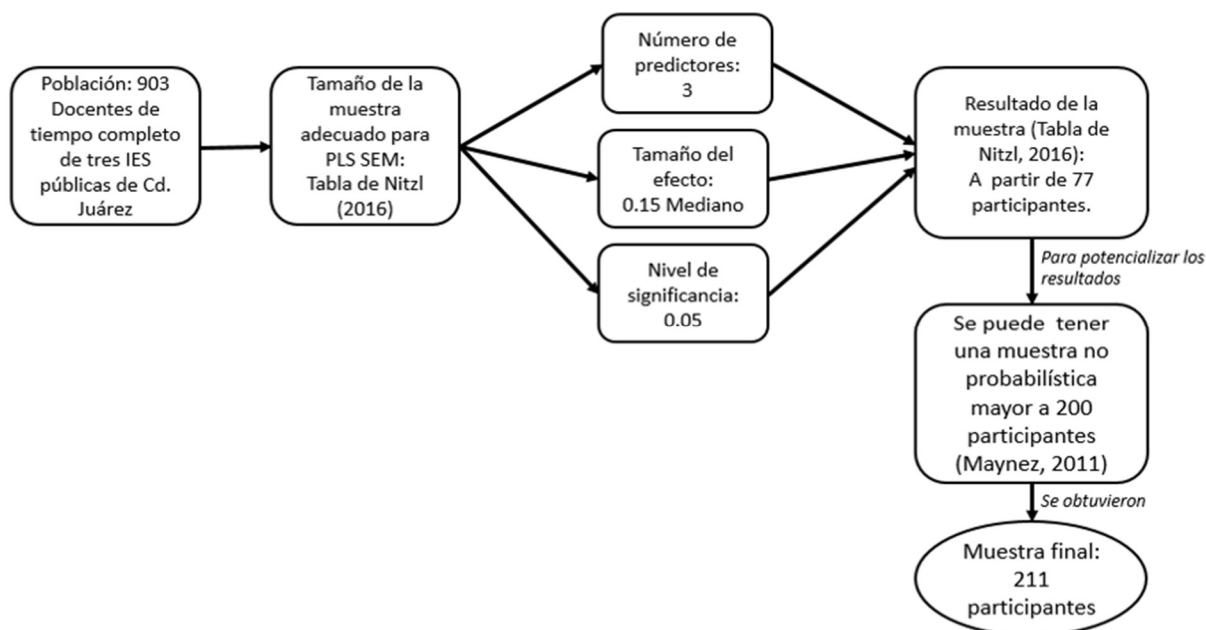 Población: 903
Docentes de
tiempo completo
de tres IES
públicas de Cd.
Juárez
Tamaño de la
muestra
adecuado para
PLS SEM:
Tabla de Nitzl
(2016)
Número de
predictores:
3
Tamaño del
efecto:
0.15 Mediano
Nivel de
significancia:
0.05
Resultado de la
muestra (Tabla de
Nitzl, 2016):
A partir de 77
participantes.
Para potencializar los
resultados
Se puede tener
una muestra no
probabilística
mayor a 200
participantes
(Maynez, 2011)
Se obtuvieron
Muestra final:
211
participantes